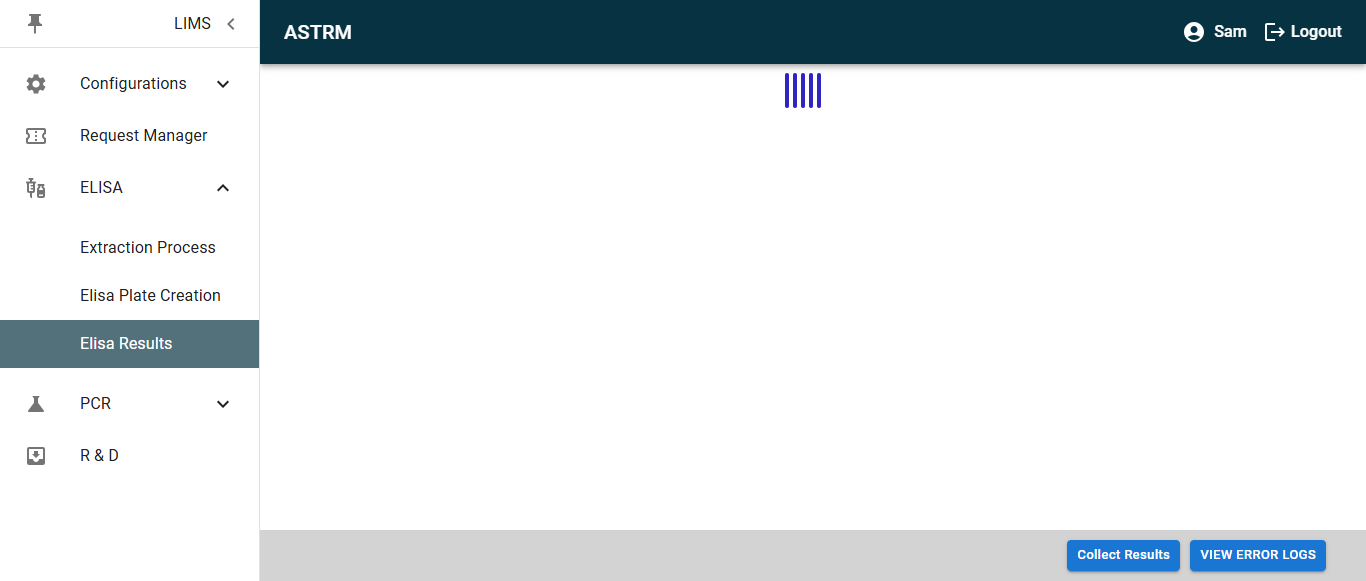 LIMS
ASTRM
Sam
Logout
Configurations
Request Manager
ELISA
Extraction Process
Elisa Plate Creation
Elisa Results
PCR
R & D
Collect Results
VIEW ERROR LOGS